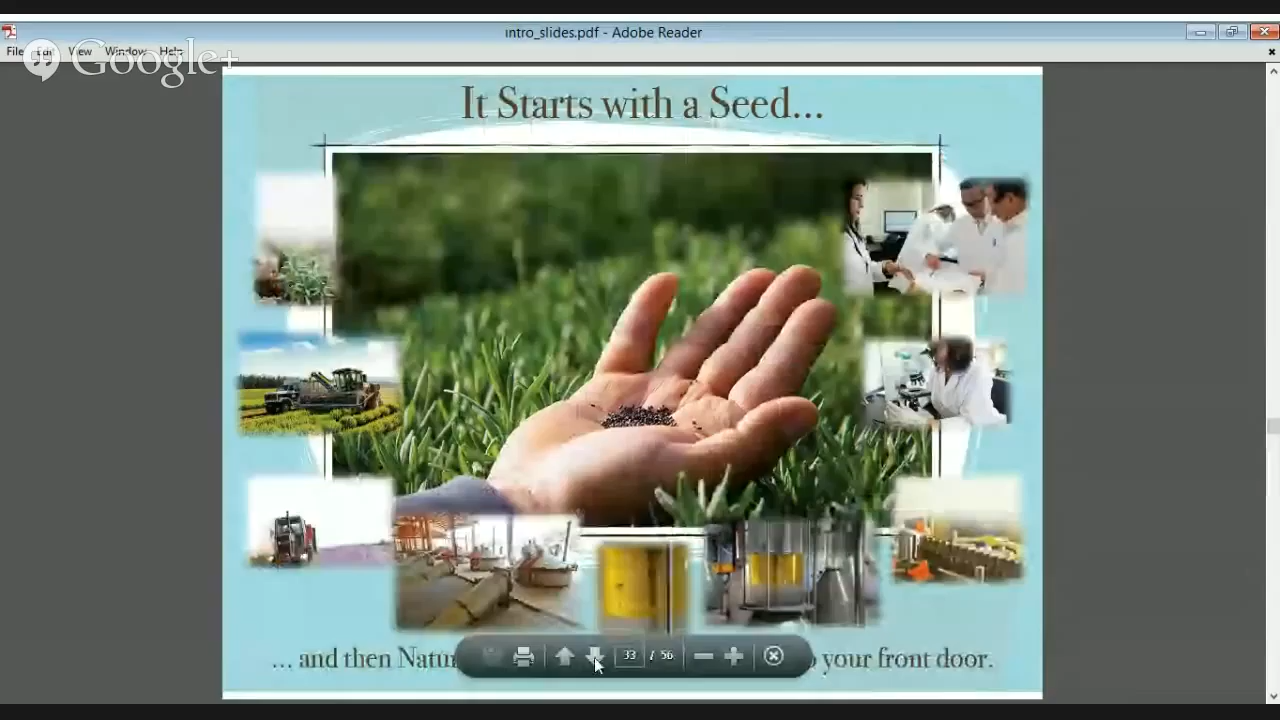 intro_slides.pdf - Adobe Reader
File Edit View Window Help
Google+
It Starts with a Seed...
... and then your front door.
33 / 56